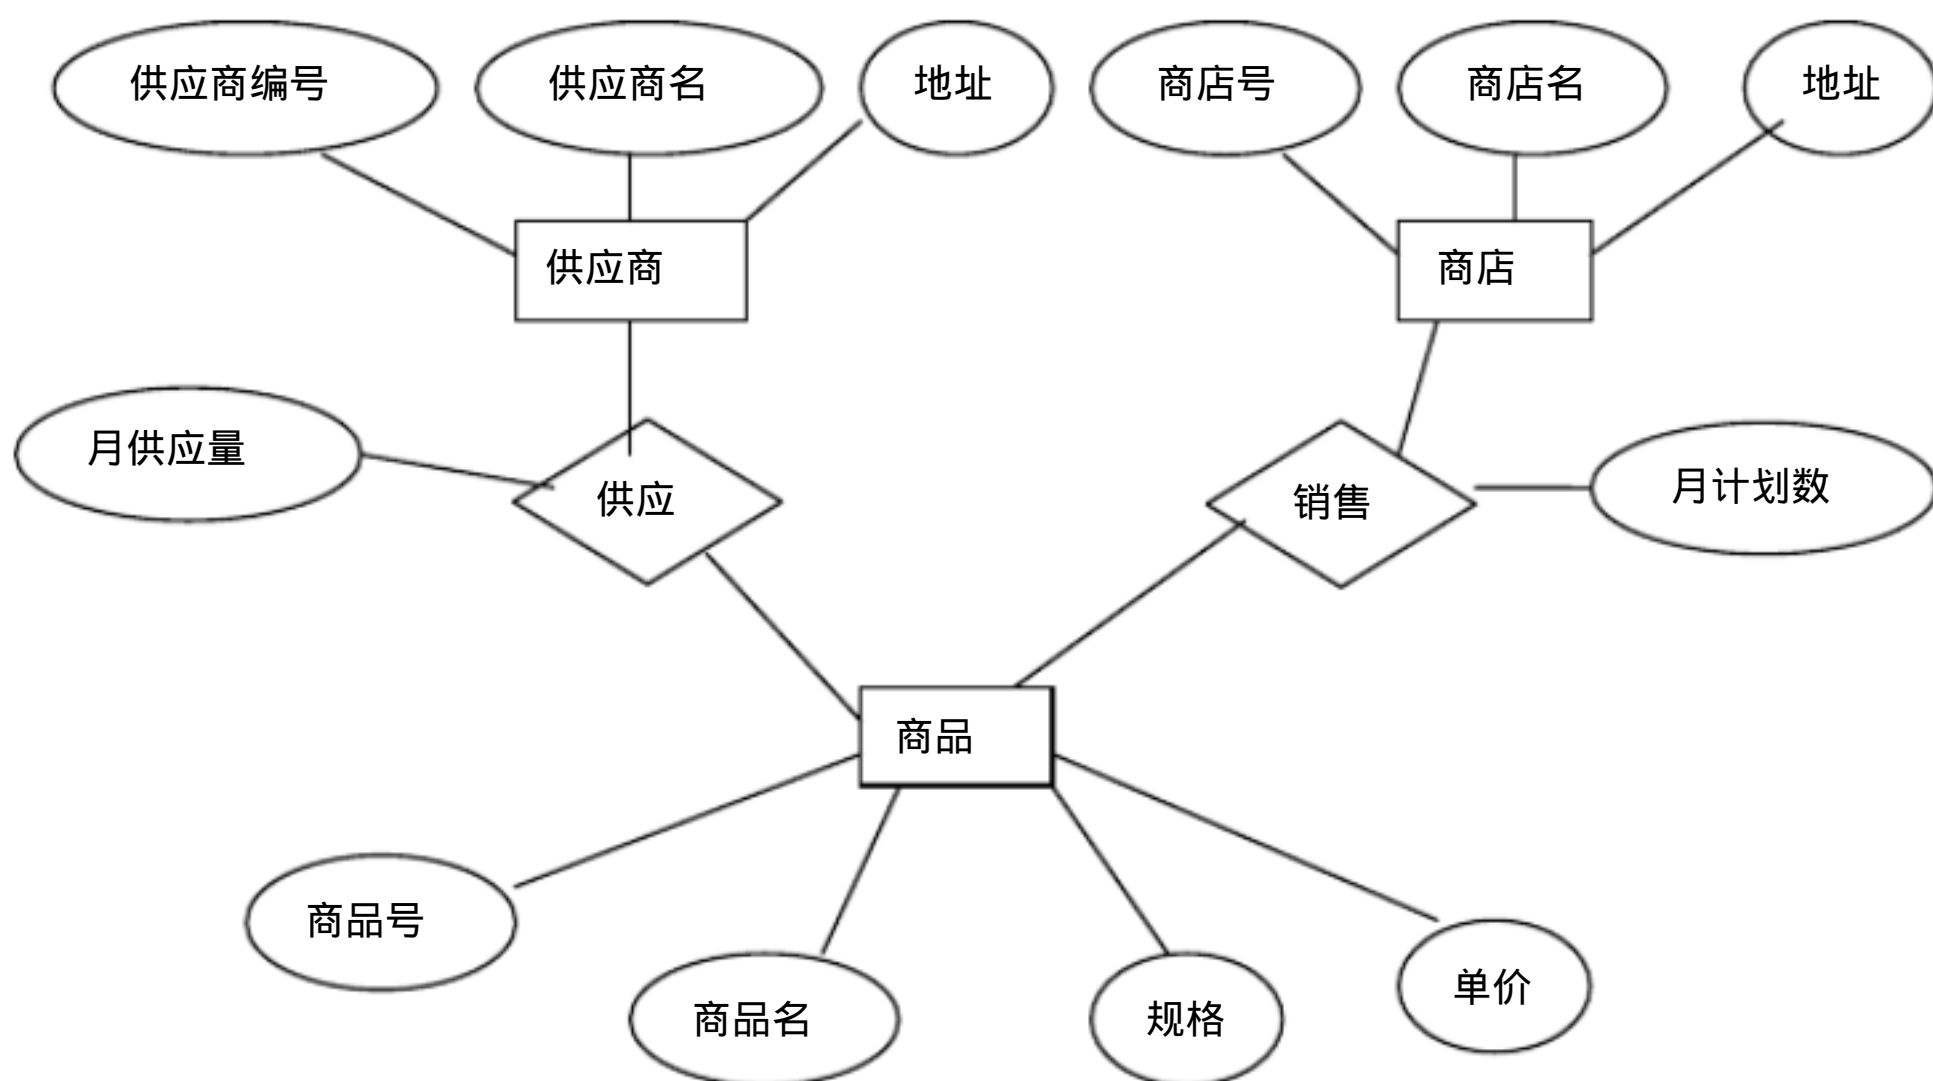 供应商编号
供应商名
地址
商店号
商店名
地址
供应商
商店
月供应量
供应
销售
月计划数
商品
商品号
商品名
规格
单价